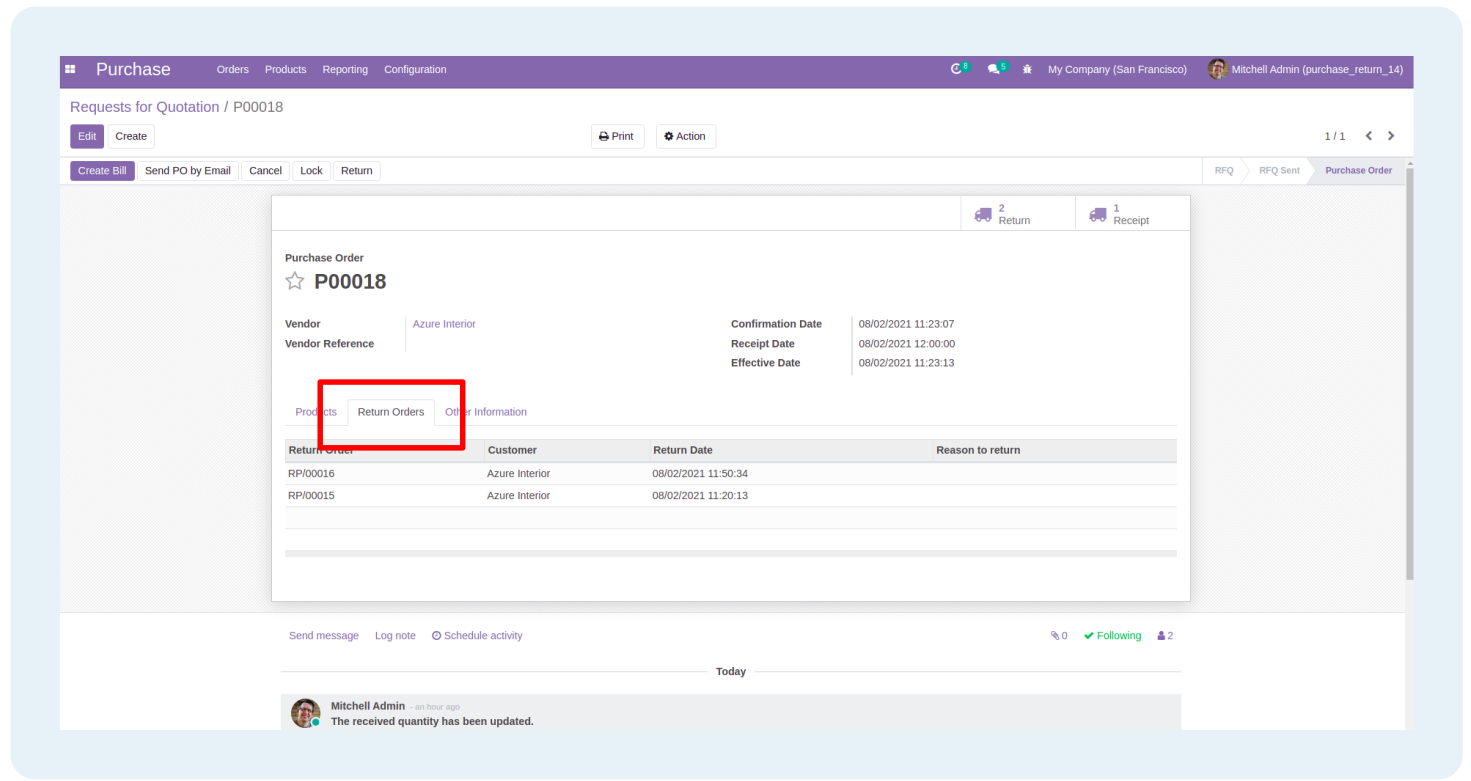 Purchase Orders Products Reporting Configuration 8 5 My Company (San Francisco) Mitchell Admin (purchase_return_14)
Requests for Quotation / P00018
Edit Create Print Action 1 / 1
Create Bill Send PO by Email Cancel Lock Return RFQ RFQ Sent Purchase Order
2 Return 1 Receipt
Purchase Order
P00018
Vendor Azure Interior Confirmation Date 08/02/2021 11:23:07
Vendor Reference Receipt Date 08/02/2021 12:00:00
Effective Date 08/02/2021 11:23:13
Products Return Orders Other Information
Return Order Customer Return Date Reason to return
RP/00016 Azure Interior 08/02/2021 11:50:34
RP/00015 Azure Interior 08/02/2021 11:20:13
Send message Log note Schedule activity 0 Following 2
Today
Mitchell Admin - an hour ago
The received quantity has been updated.